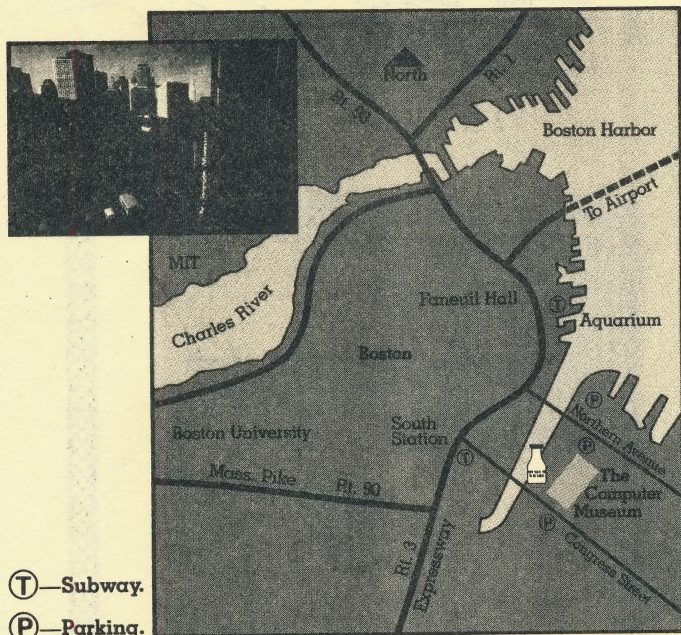 North
Rt. 93
Rt. 1
Boston Harbor
To Airport
MIT
Charles River
Faneuil Hall
T
Aquarium
Boston
Boston University
South
Station
T
P
Northern Avenue
P
The
Computer
Museum
Mass. Pike
Rt. 90
P
Congress Street
Rt. 3
Expressway
T—Subway.
P—Parking.